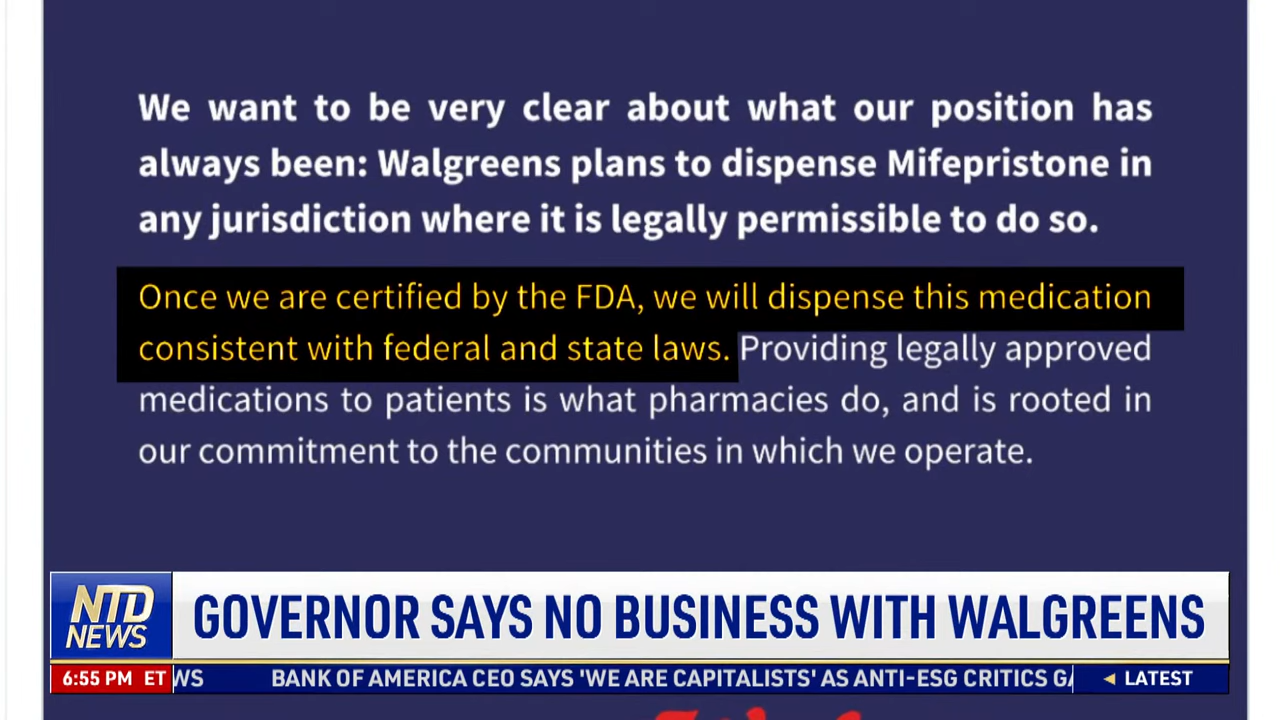 We want to be very clear about what our position has
always been: Walgreens plans to dispense Mifepristone in
any jurisdiction where it is legally permissible to do so.
Once we are certified by the FDA, we will dispense this medication
consistent with federal and state laws. Providing legally approved
medications to patients is what pharmacies do, and is rooted in
our commitment to the communities in which we operate.
NTD
NEWS
GOVERNOR SAYS NO BUSINESS WITH WALGREENS
6:55 PM ET
WS BANK OF AMERICA CEO SAYS 'WE ARE CAPITALISTS' AS ANTI-ESG CRITICS
◄ LATEST